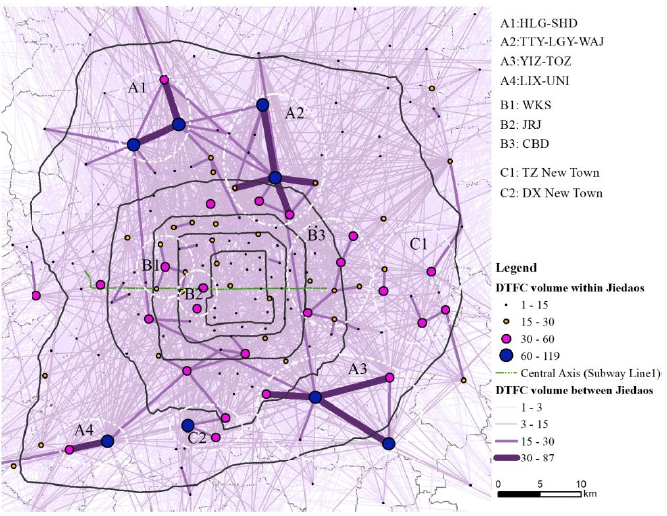 A1
A2
B3
C1
B1
B2
A3
A4
C2
A1:HLG-SHD
A2:TTY-LGY-WAJ
A3:YIZ-TOZ
A4:LIX-UNI
B1: WKS
B2: JRJ
B3: CBD
C1: TZ New Town
C2: DX New Town
Legend
DTFC volume within Jiedaos
1 - 15
15 - 30
30 - 60
60 - 119
Central Axis (Subway Line1)
DTFC volume between Jiedaos
1 - 3
3 - 15
15 - 30
30 - 87
0 5 10
km